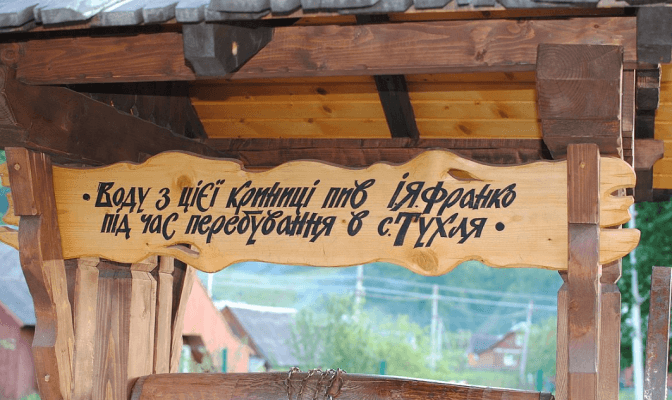 • Воду з цієї криниці пив І.Я.Франко
під час перебування в с.Тухля •